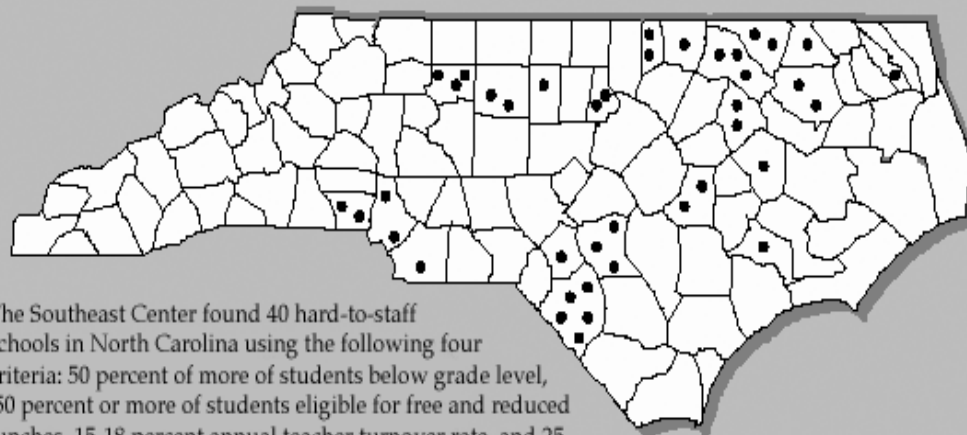 he Southeast Center found 40 hard-to-staff
chools in North Carolina using the following four
riteria: 50 percent of more of students below grade level,
50 percent or more of students eligible for free and reduced
unches, 15-18 percent annual teacher turnover rate, and 25